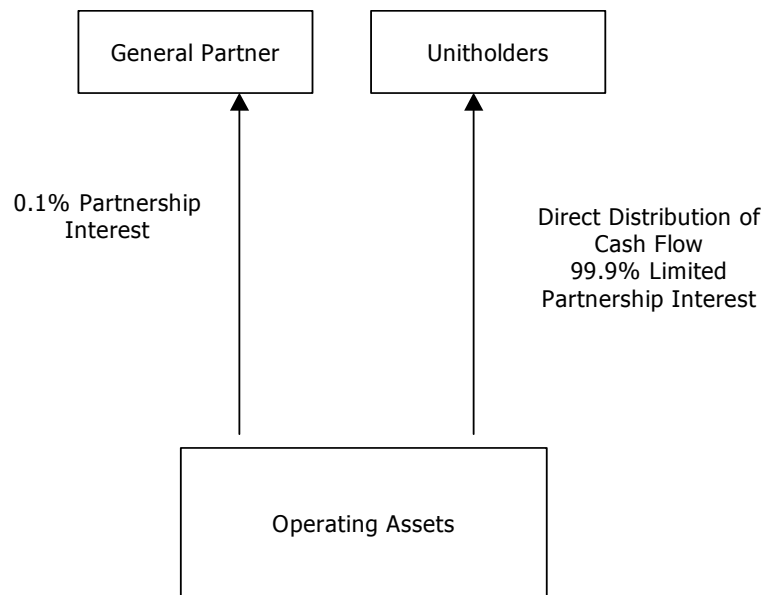 General Partner
Unitholders
0.1% Partnership
Interest
Direct Distribution of
Cash Flow
99.9% Limited
Partnership Interest
Operating Assets